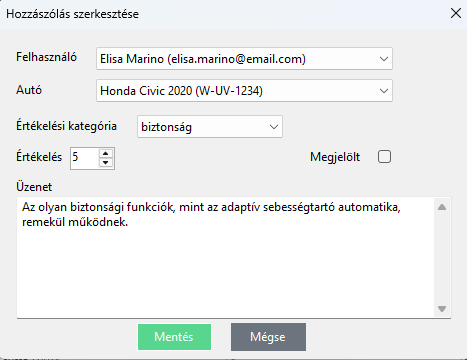 Hozzászólás szerkesztése
Felhasználó
Elisa Marino (elisa.marino@email.com)
Autó
Honda Civic 2020 (W-UV-1234)
Értékelési kategória
biztonság
Értékelés
5
Megjelölt
Üzenet
Az olyan biztonsági funkciók, mint az adaptív sebességtartó automatika,
remekül működnek.
Mentés
Mégse